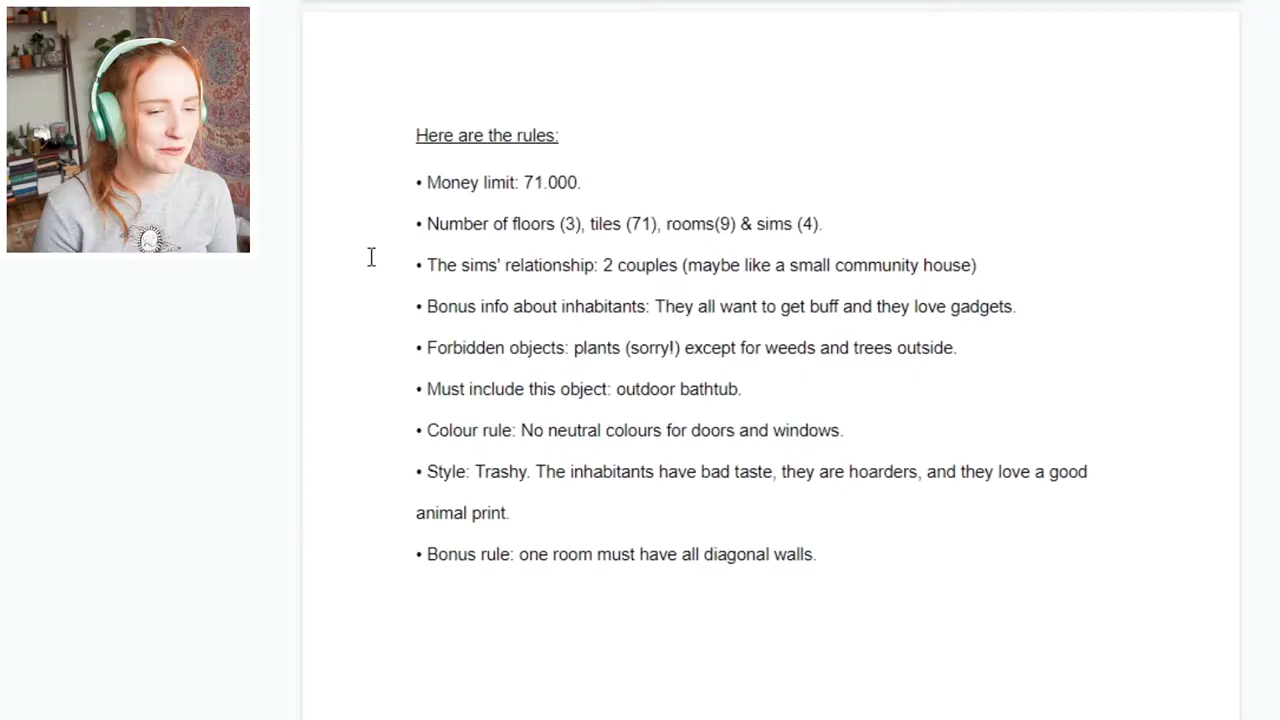 Here are the rules:
• Money limit: 71.000.
• Number of floors (3), tiles (71), rooms(9) & sims (4).
• The sims' relationship: 2 couples (maybe like a small community house)
• Bonus info about inhabitants: They all want to get buff and they love gadgets.
• Forbidden objects: plants (sorry!) except for weeds and trees outside.
• Must include this object: outdoor bathtub.
• Colour rule: No neutral colours for doors and windows.
• Style: Trashy. The inhabitants have bad taste, they are hoarders, and they love a good
animal print.
• Bonus rule: one room must have all diagonal walls.